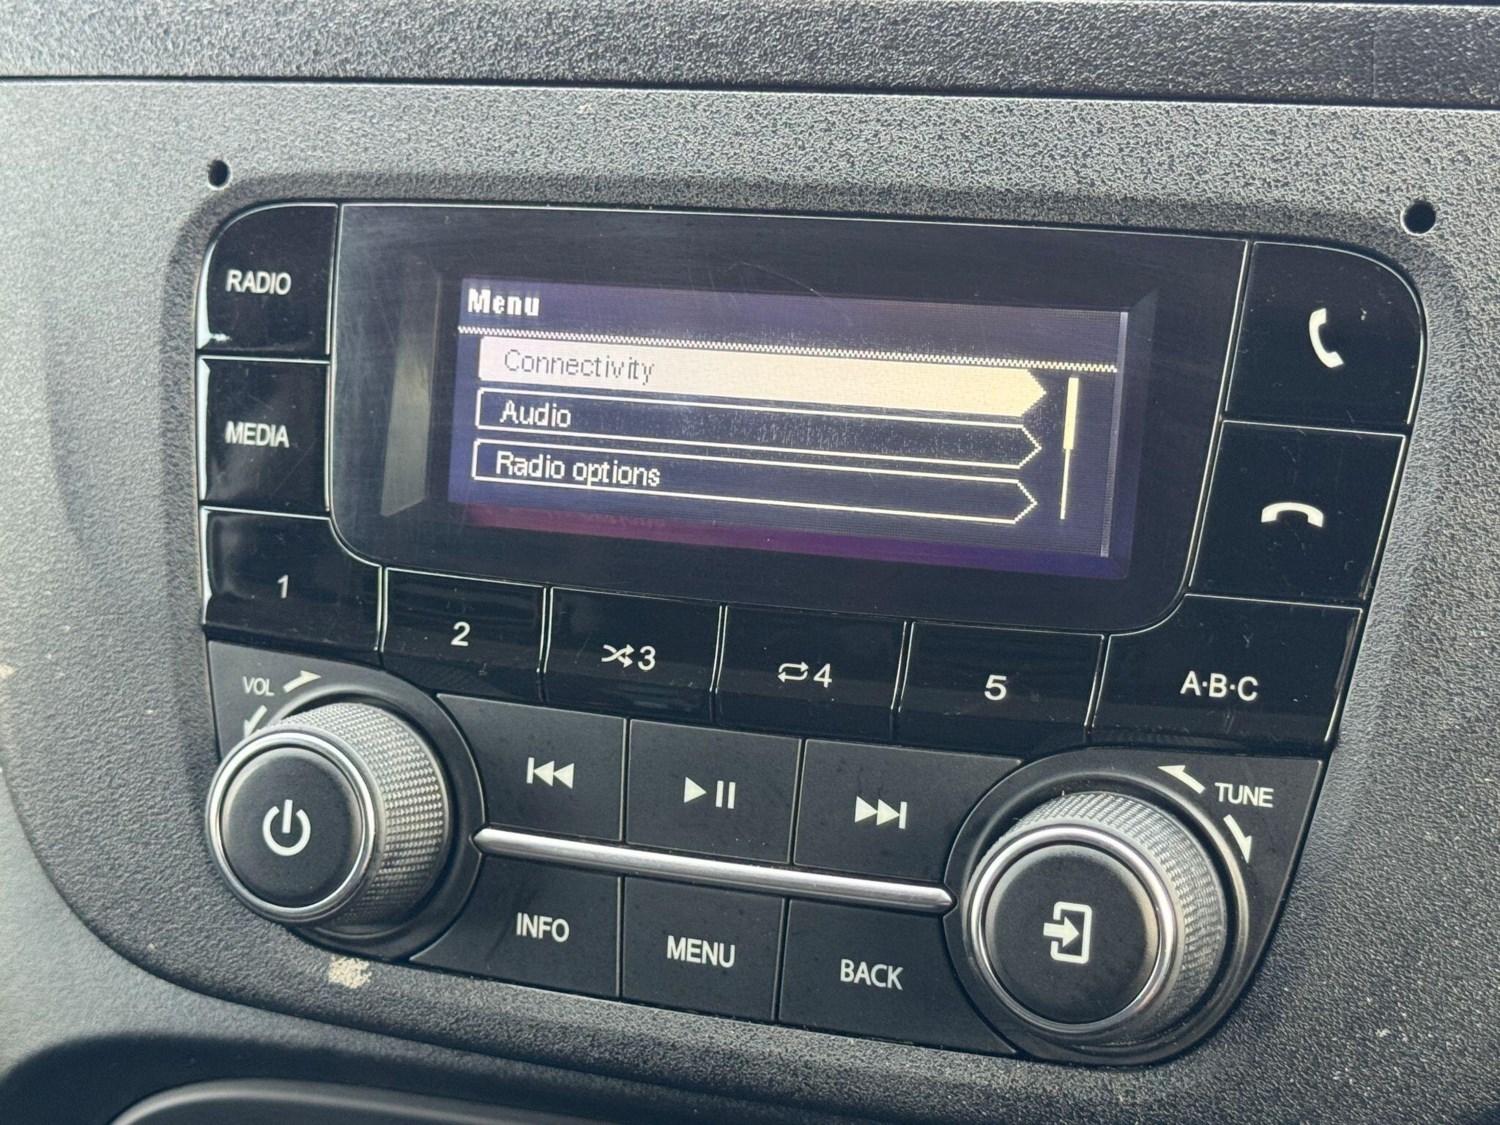 RADIO
Menu
Connectivity
MEDIA
Audio
Radio options
1
2
3
4
5
A·B·C
VOL
TUNE
INFO
MENU
BACK